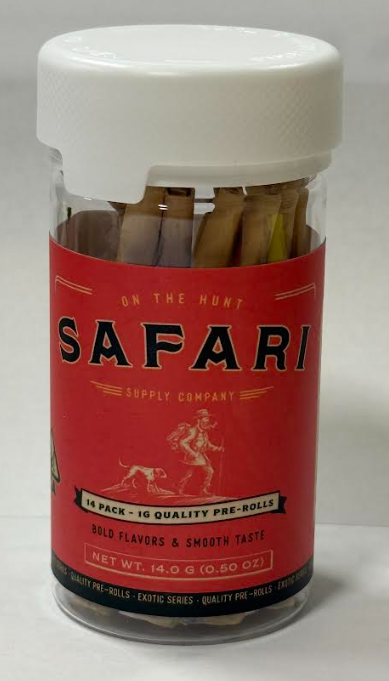 ON THE HUNT
SAFARI
SUPPLY COMPANY
14 PACK - 1G QUALITY PRE-ROLLS
BOLD FLAVORS & SMOOTH TASTE
NET WT. 14.0 G (0.50 OZ)
QUALITY PRE-ROLLS · EXOTIC SERIES · QUALITY PRE-ROLLS · EXOTIC